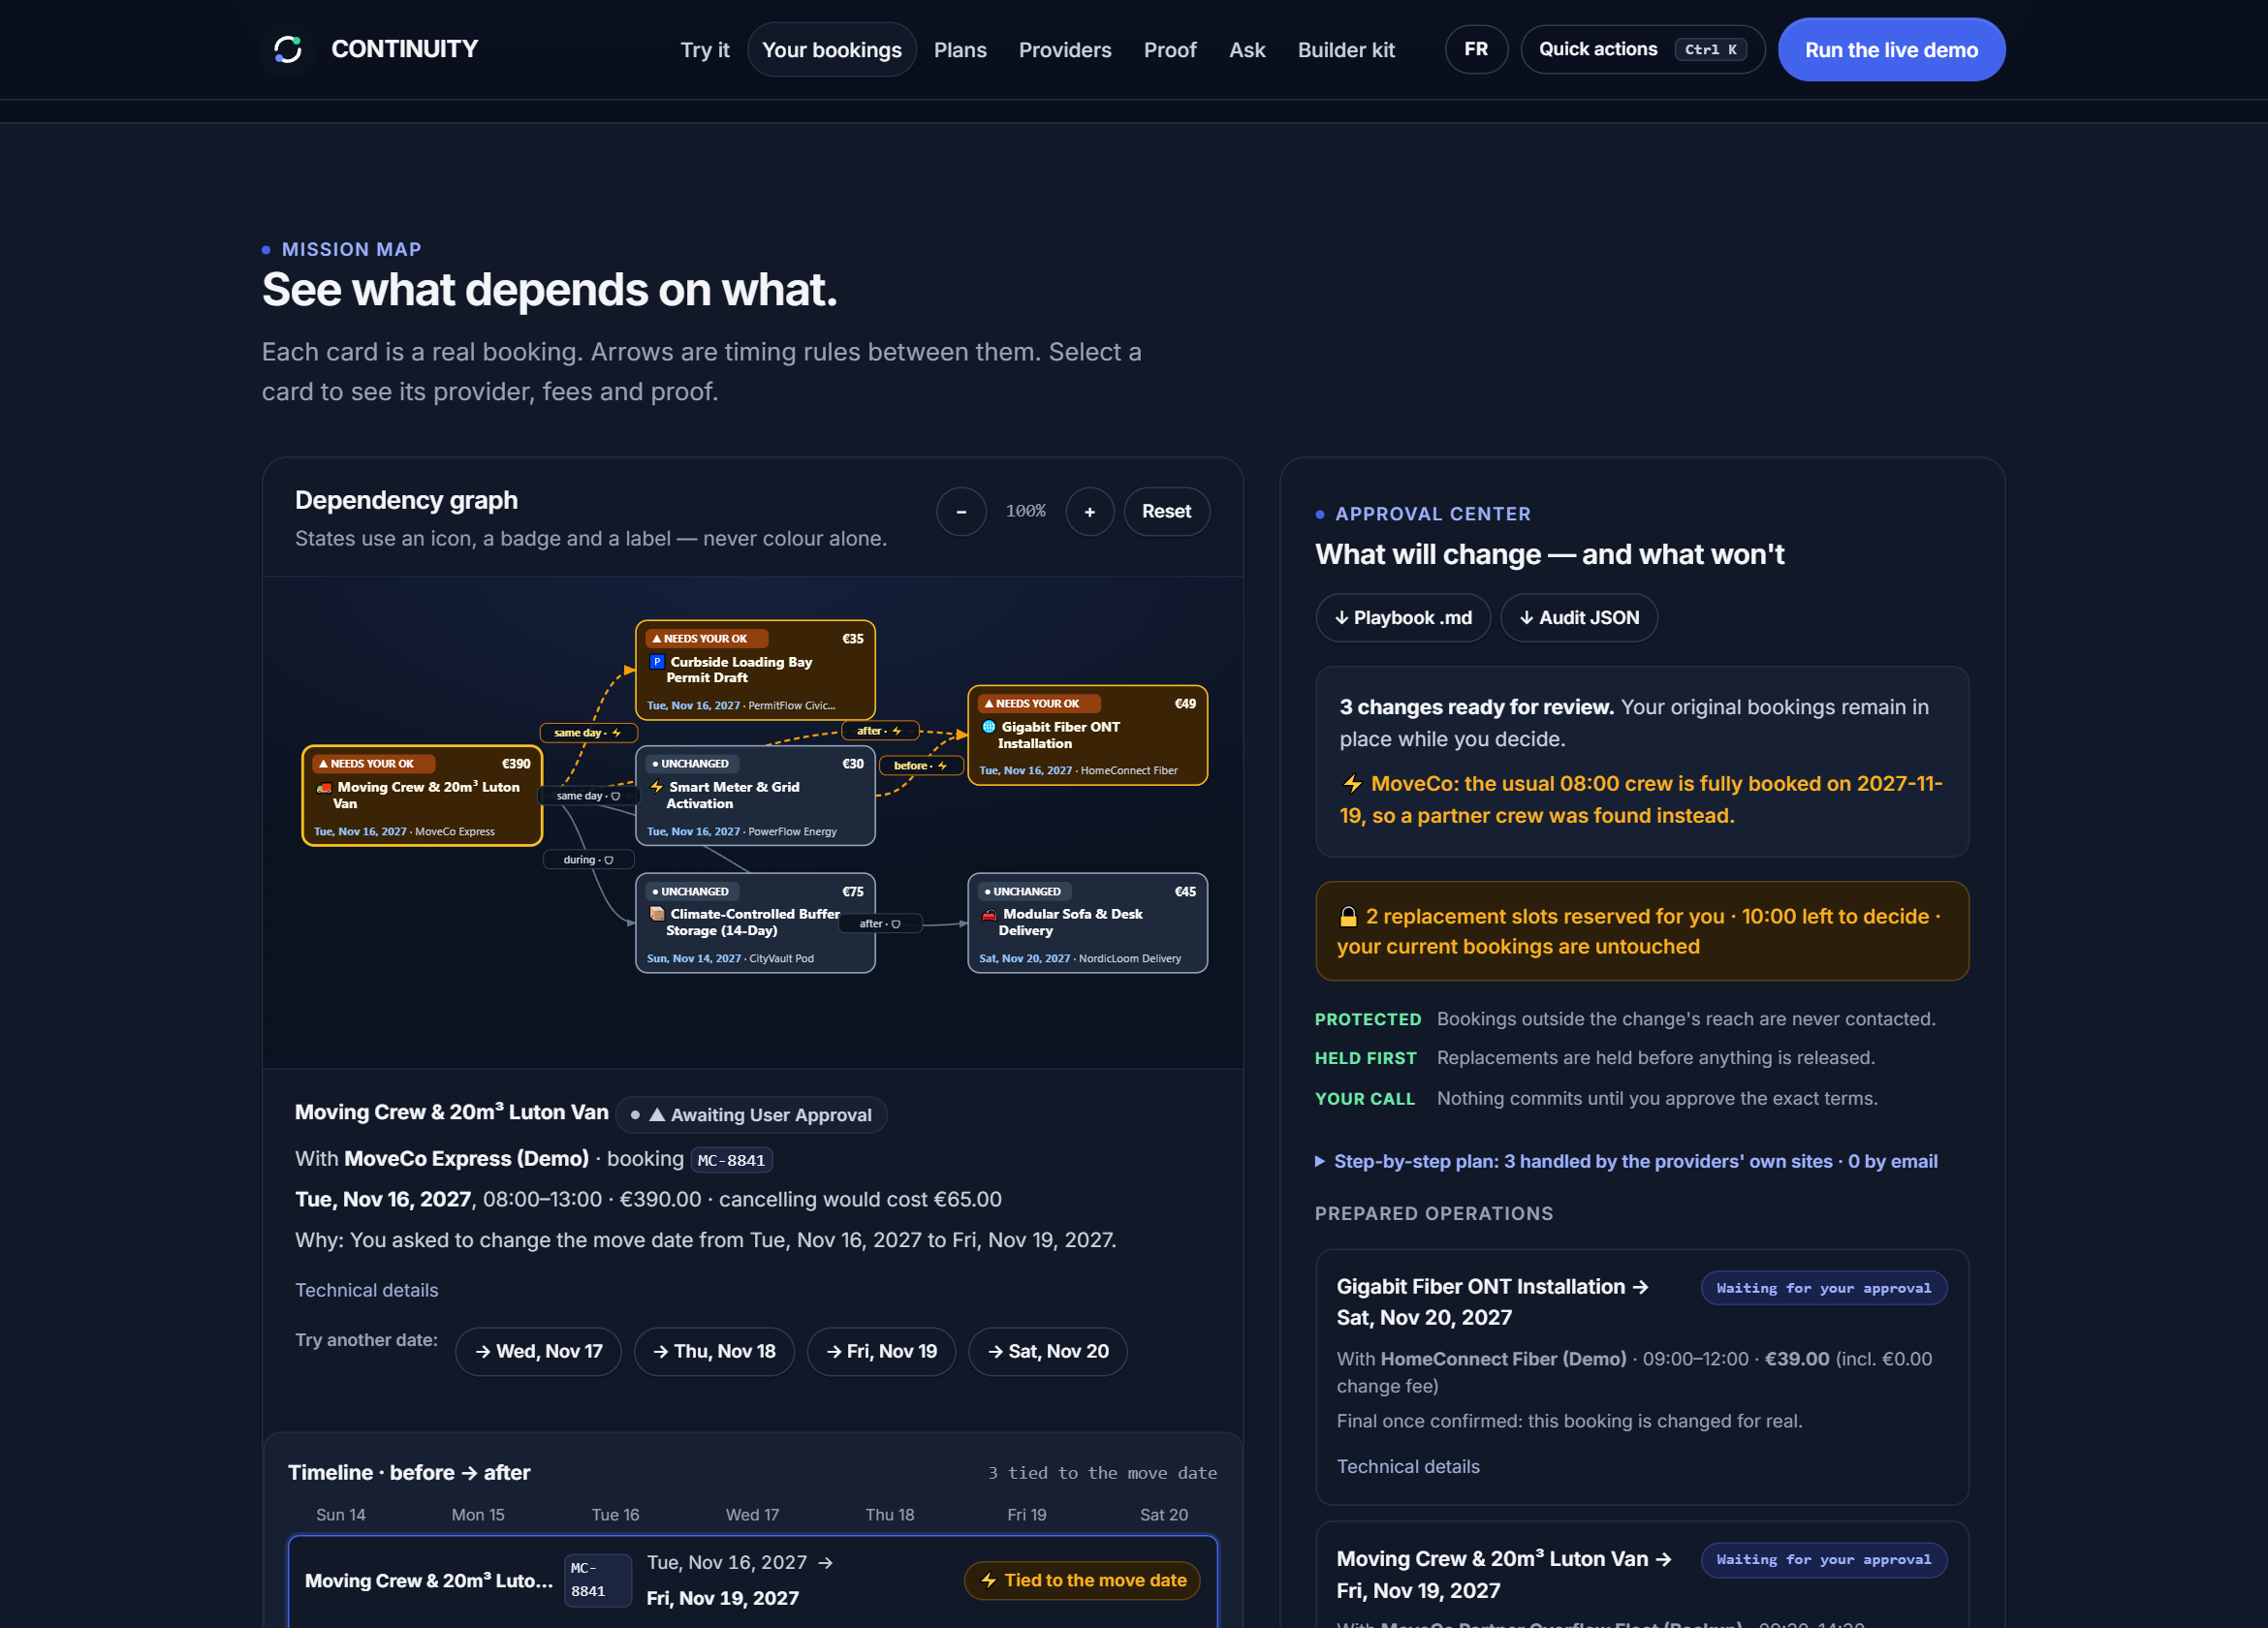 CONTINUITY
Try it
Your bookings
Plans
Providers
Proof
Ask
Builder kit
FR
Quick actions Ctrl K
Run the live demo
MISSION MAP
See what depends on what.
Each card is a real booking. Arrows are timing rules between them. Select a
card to see its provider, fees and proof.
Dependency graph
States use an icon, a badge and a label — never colour alone.
−
100%
+
Reset
▲ NEEDS YOUR OK €35
P Curbside Loading Bay
Permit Draft
Tue, Nov 16, 2027 · PermitFlow Civic...
same day · ⚡
after · ⚡
▲ NEEDS YOUR OK €49
Gigabit Fiber ONT
Installation
Tue, Nov 16, 2027 · HomeConnect Fiber
before · ⚡
▲ NEEDS YOUR OK €390
Moving Crew & 20m³ Luton
Van
Tue, Nov 16, 2027 · MoveCo Express
same day ·
● UNCHANGED €30
⚡ Smart Meter & Grid
Activation
Tue, Nov 16, 2027 · PowerFlow Energy
during ·
● UNCHANGED €75
Climate-Controlled Buffer
Storage (14-Day)
Sun, Nov 14, 2027 · CityVault Pod
after ·
● UNCHANGED €45
Modular Sofa & Desk
Delivery
Sat, Nov 20, 2027 · NordicLoom Delivery
Moving Crew & 20m³ Luton Van ● ▲ Awaiting User Approval
With MoveCo Express (Demo) · booking MC-8841
Tue, Nov 16, 2027, 08:00–13:00 · €390.00 · cancelling would cost €65.00
Why: You asked to change the move date from Tue, Nov 16, 2027 to Fri, Nov 19, 2027.
Technical details
Try another date:
→ Wed, Nov 17
→ Thu, Nov 18
→ Fri, Nov 19
→ Sat, Nov 20
Timeline · before → after
3 tied to the move date
Sun 14 Mon 15 Tue 16 Wed 17 Thu 18 Fri 19 Sat 20
Moving Crew & 20m³ Luto...
MC-
8841
Tue, Nov 16, 2027 →
Fri, Nov 19, 2027
⚡ Tied to the move date
APPROVAL CENTER
What will change — and what won't
↓ Playbook .md
↓ Audit JSON
3 changes ready for review. Your original bookings remain in
place while you decide.
⚡ MoveCo: the usual 08:00 crew is fully booked on 2027-11-
19, so a partner crew was found instead.
🔒 2 replacement slots reserved for you · 10:00 left to decide ·
your current bookings are untouched
PROTECTED Bookings outside the change's reach are never contacted.
HELD FIRST Replacements are held before anything is released.
YOUR CALL Nothing commits until you approve the exact terms.
▶ Step-by-step plan: 3 handled by the providers' own sites · 0 by email
PREPARED OPERATIONS
Gigabit Fiber ONT Installation →
Sat, Nov 20, 2027
Waiting for your approval
With HomeConnect Fiber (Demo) · 09:00–12:00 · €39.00 (incl. €0.00
change fee)
Final once confirmed: this booking is changed for real.
Technical details
Moving Crew & 20m³ Luton Van →
Fri, Nov 19, 2027
Waiting for your approval
With MoveCo Partner Overflow Fleet (Backup) · 09:30–14:30